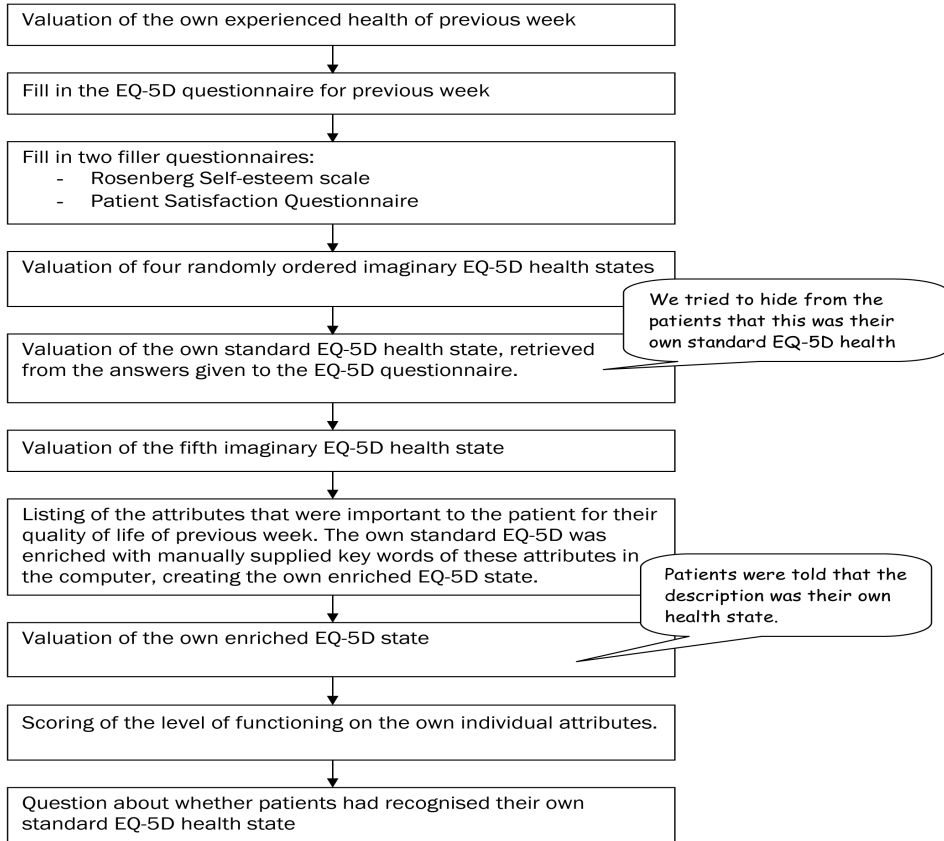 Valuation of the own experienced health of previous week
Fill in the EQ-5D questionnaire for previous week
Fill in two filler questionnaires:
- Rosenberg Self-esteem scale
- Patient Satisfaction Questionnaire
Valuation of four randomly ordered imaginary EQ-5D health states
We tried to hide from the
patients that this was their
own standard EQ-5D health
Valuation of the own standard EQ-5D health state, retrieved
from the answers given to the EQ-5D questionnaire.
Valuation of the fifth imaginary EQ-5D health state
Listing of the attributes that were important to the patient for their
quality of life of previous week. The own standard EQ-5D was
enriched with manually supplied key words of these attributes in
the computer, creating the own enriched EQ-5D state.
Patients were told that the
description was their own
health state.
Valuation of the own enriched EQ-5D state
Scoring of the level of functioning on the own individual attributes.
Question about whether patients had recognised their own
standard EQ-5D health state